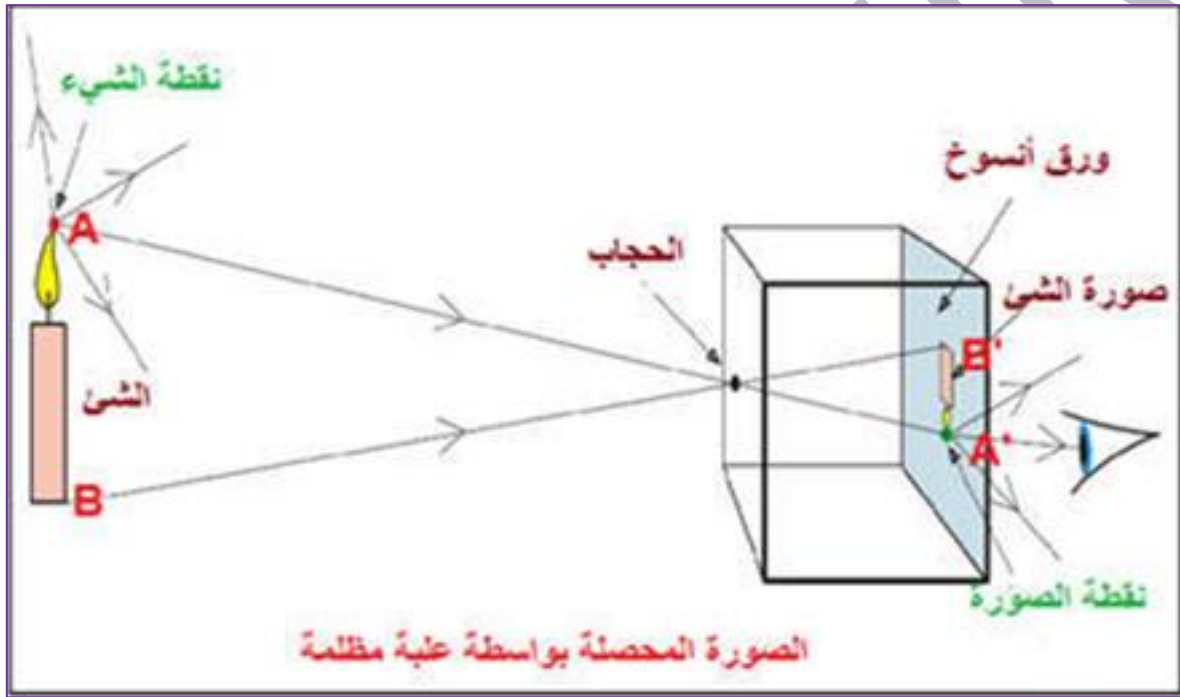 نقطة الشيء
A
ورق أنسوخ
الحجاب
صورة الشئ
B'
الشئ
A'
B
نقطة الصورة
الصورة المحصلة بواسطة علبة مظلمة